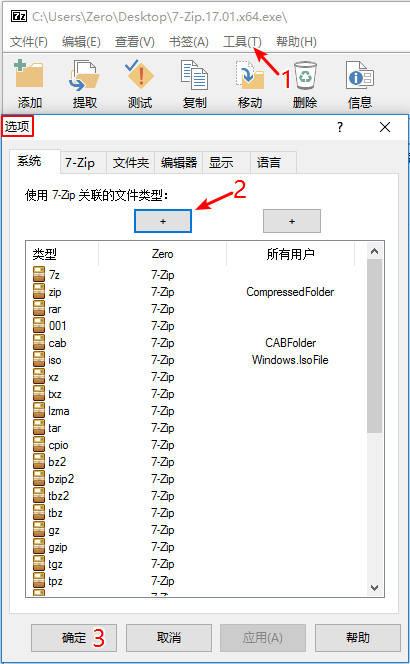 7z C:\Users\Zero\Desktop\7-Zip.17.01.x64.exe\
文件(F) 编辑(E) 查看(V) 书签(A) 工具(T) 帮助(H)
1
添加 提取 测试 复制 移动 删除 信息
选项 ?
系统 7-Zip 文件夹 编辑器 显示 语言
使用 7-Zip 关联的文件类型:
2
+ +
类型 Zero 所有用户
7z 7-Zip
zip 7-Zip CompressedFolder
rar 7-Zip
001 7-Zip
cab 7-Zip CABFolder
iso 7-Zip Windows.IsoFile
xz 7-Zip
txz 7-Zip
lzma 7-Zip
tar 7-Zip
cpio 7-Zip
bz2 7-Zip
bzip2 7-Zip
tbz2 7-Zip
tbz 7-Zip
gz 7-Zip
gzip 7-Zip
tgz 7-Zip
tpz 7-Zip
确定 3 取消 应用(A) 帮助